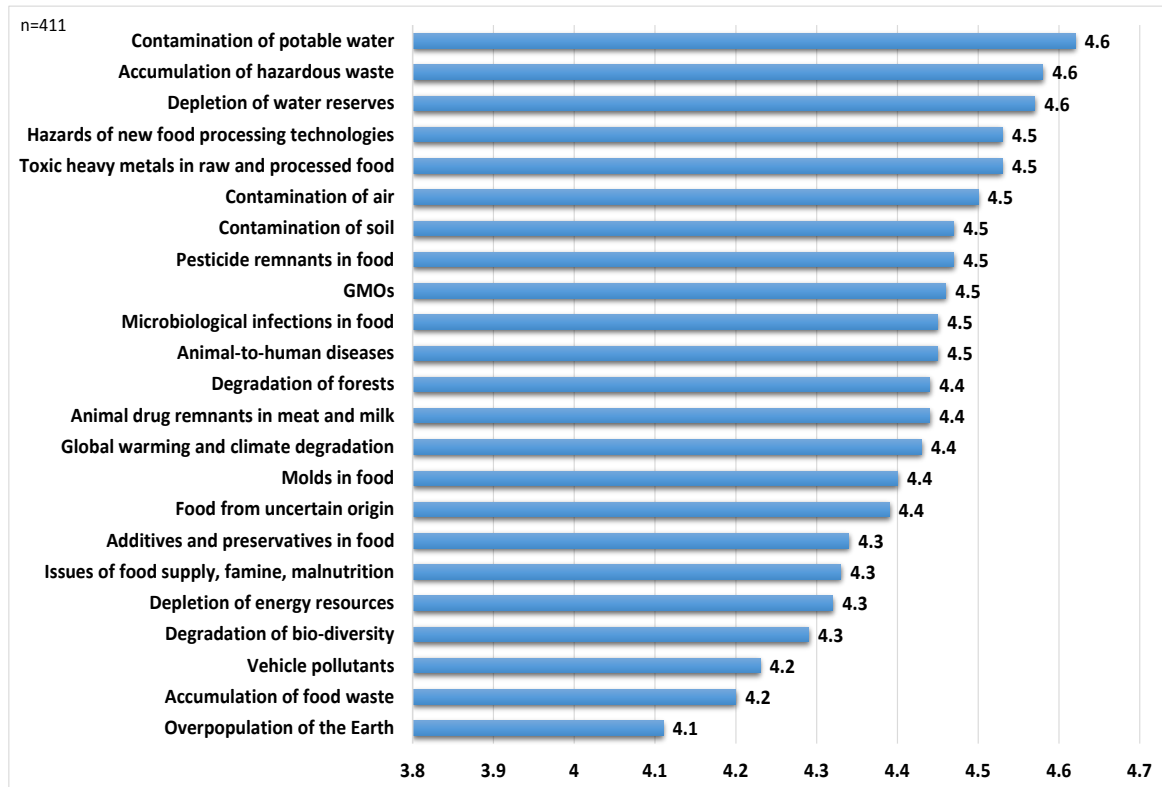 n=411
Contamination of potable water 4.6
Accumulation of hazardous waste 4.6
Depletion of water reserves 4.6
Hazards of new food processing technologies 4.5
Toxic heavy metals in raw and processed food 4.5
Contamination of air 4.5
Contamination of soil 4.5
Pesticide remnants in food 4.5
GMOs 4.5
Microbiological infections in food 4.5
Animal-to-human diseases 4.5
Degradation of forests 4.4
Animal drug remnants in meat and milk 4.4
Global warming and climate degradation 4.4
Molds in food 4.4
Food from uncertain origin 4.4
Additives and preservatives in food 4.3
Issues of food supply, famine, malnutrition 4.3
Depletion of energy resources 4.3
Degradation of bio-diversity 4.3
Vehicle pollutants 4.2
Accumulation of food waste 4.2
Overpopulation of the Earth 4.1
3.8 3.9 4 4.1 4.2 4.3 4.4 4.5 4.6 4.7